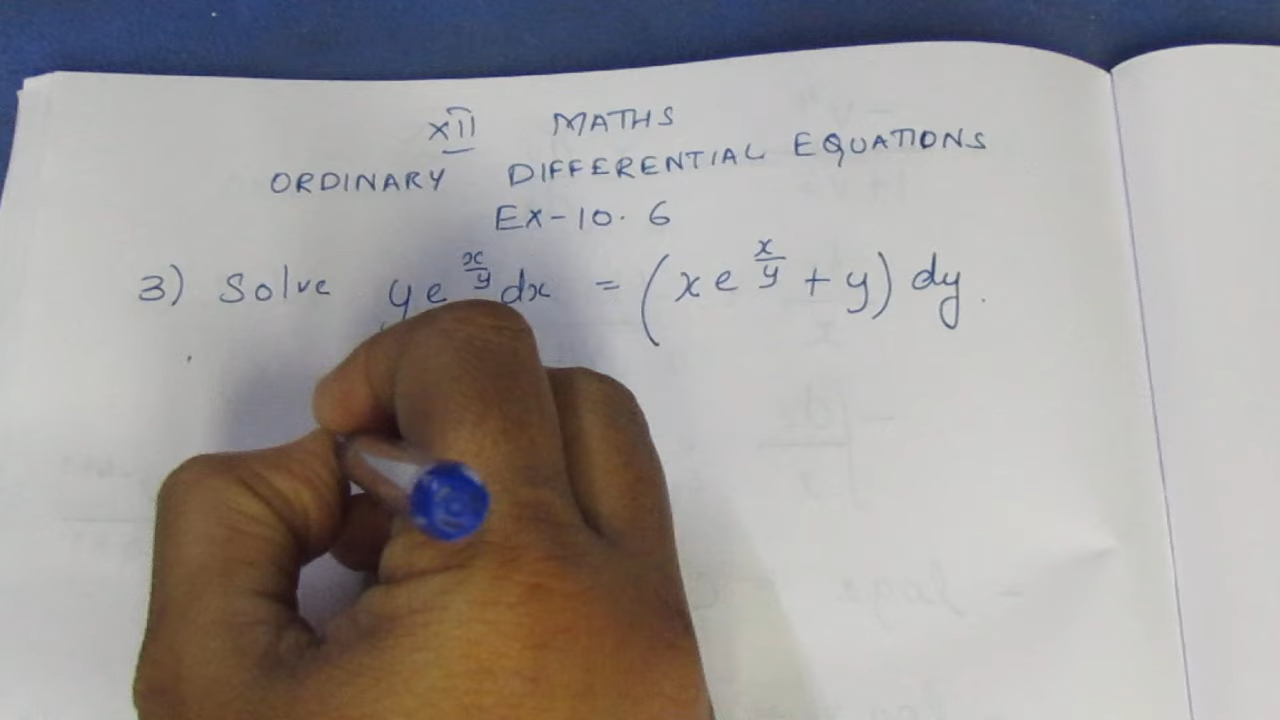 XII MATHS
ORDINARY DIFFERENTIAL EQUATIONS
EX-10.6
3) Solve ye^{x/y} dx = (xe^{x/y} + y) dy.